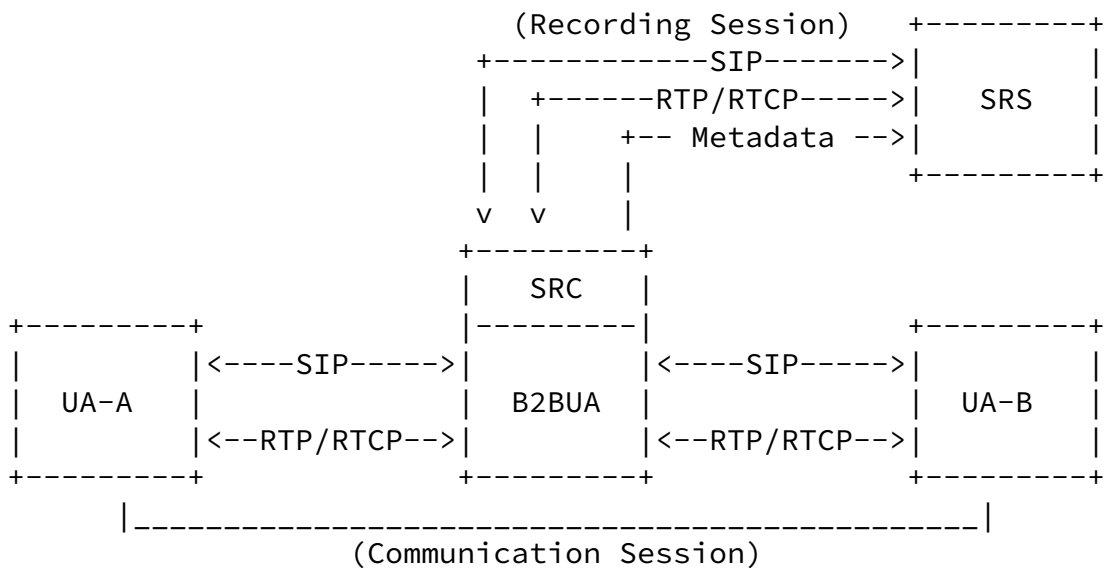 (Recording Session)
SIP
RTP/RTCP SRS
Metadata
SRC
SIP SIP
UA-A B2BUA UA-B
RTP/RTCP RTP/RTCP
(Communication Session)